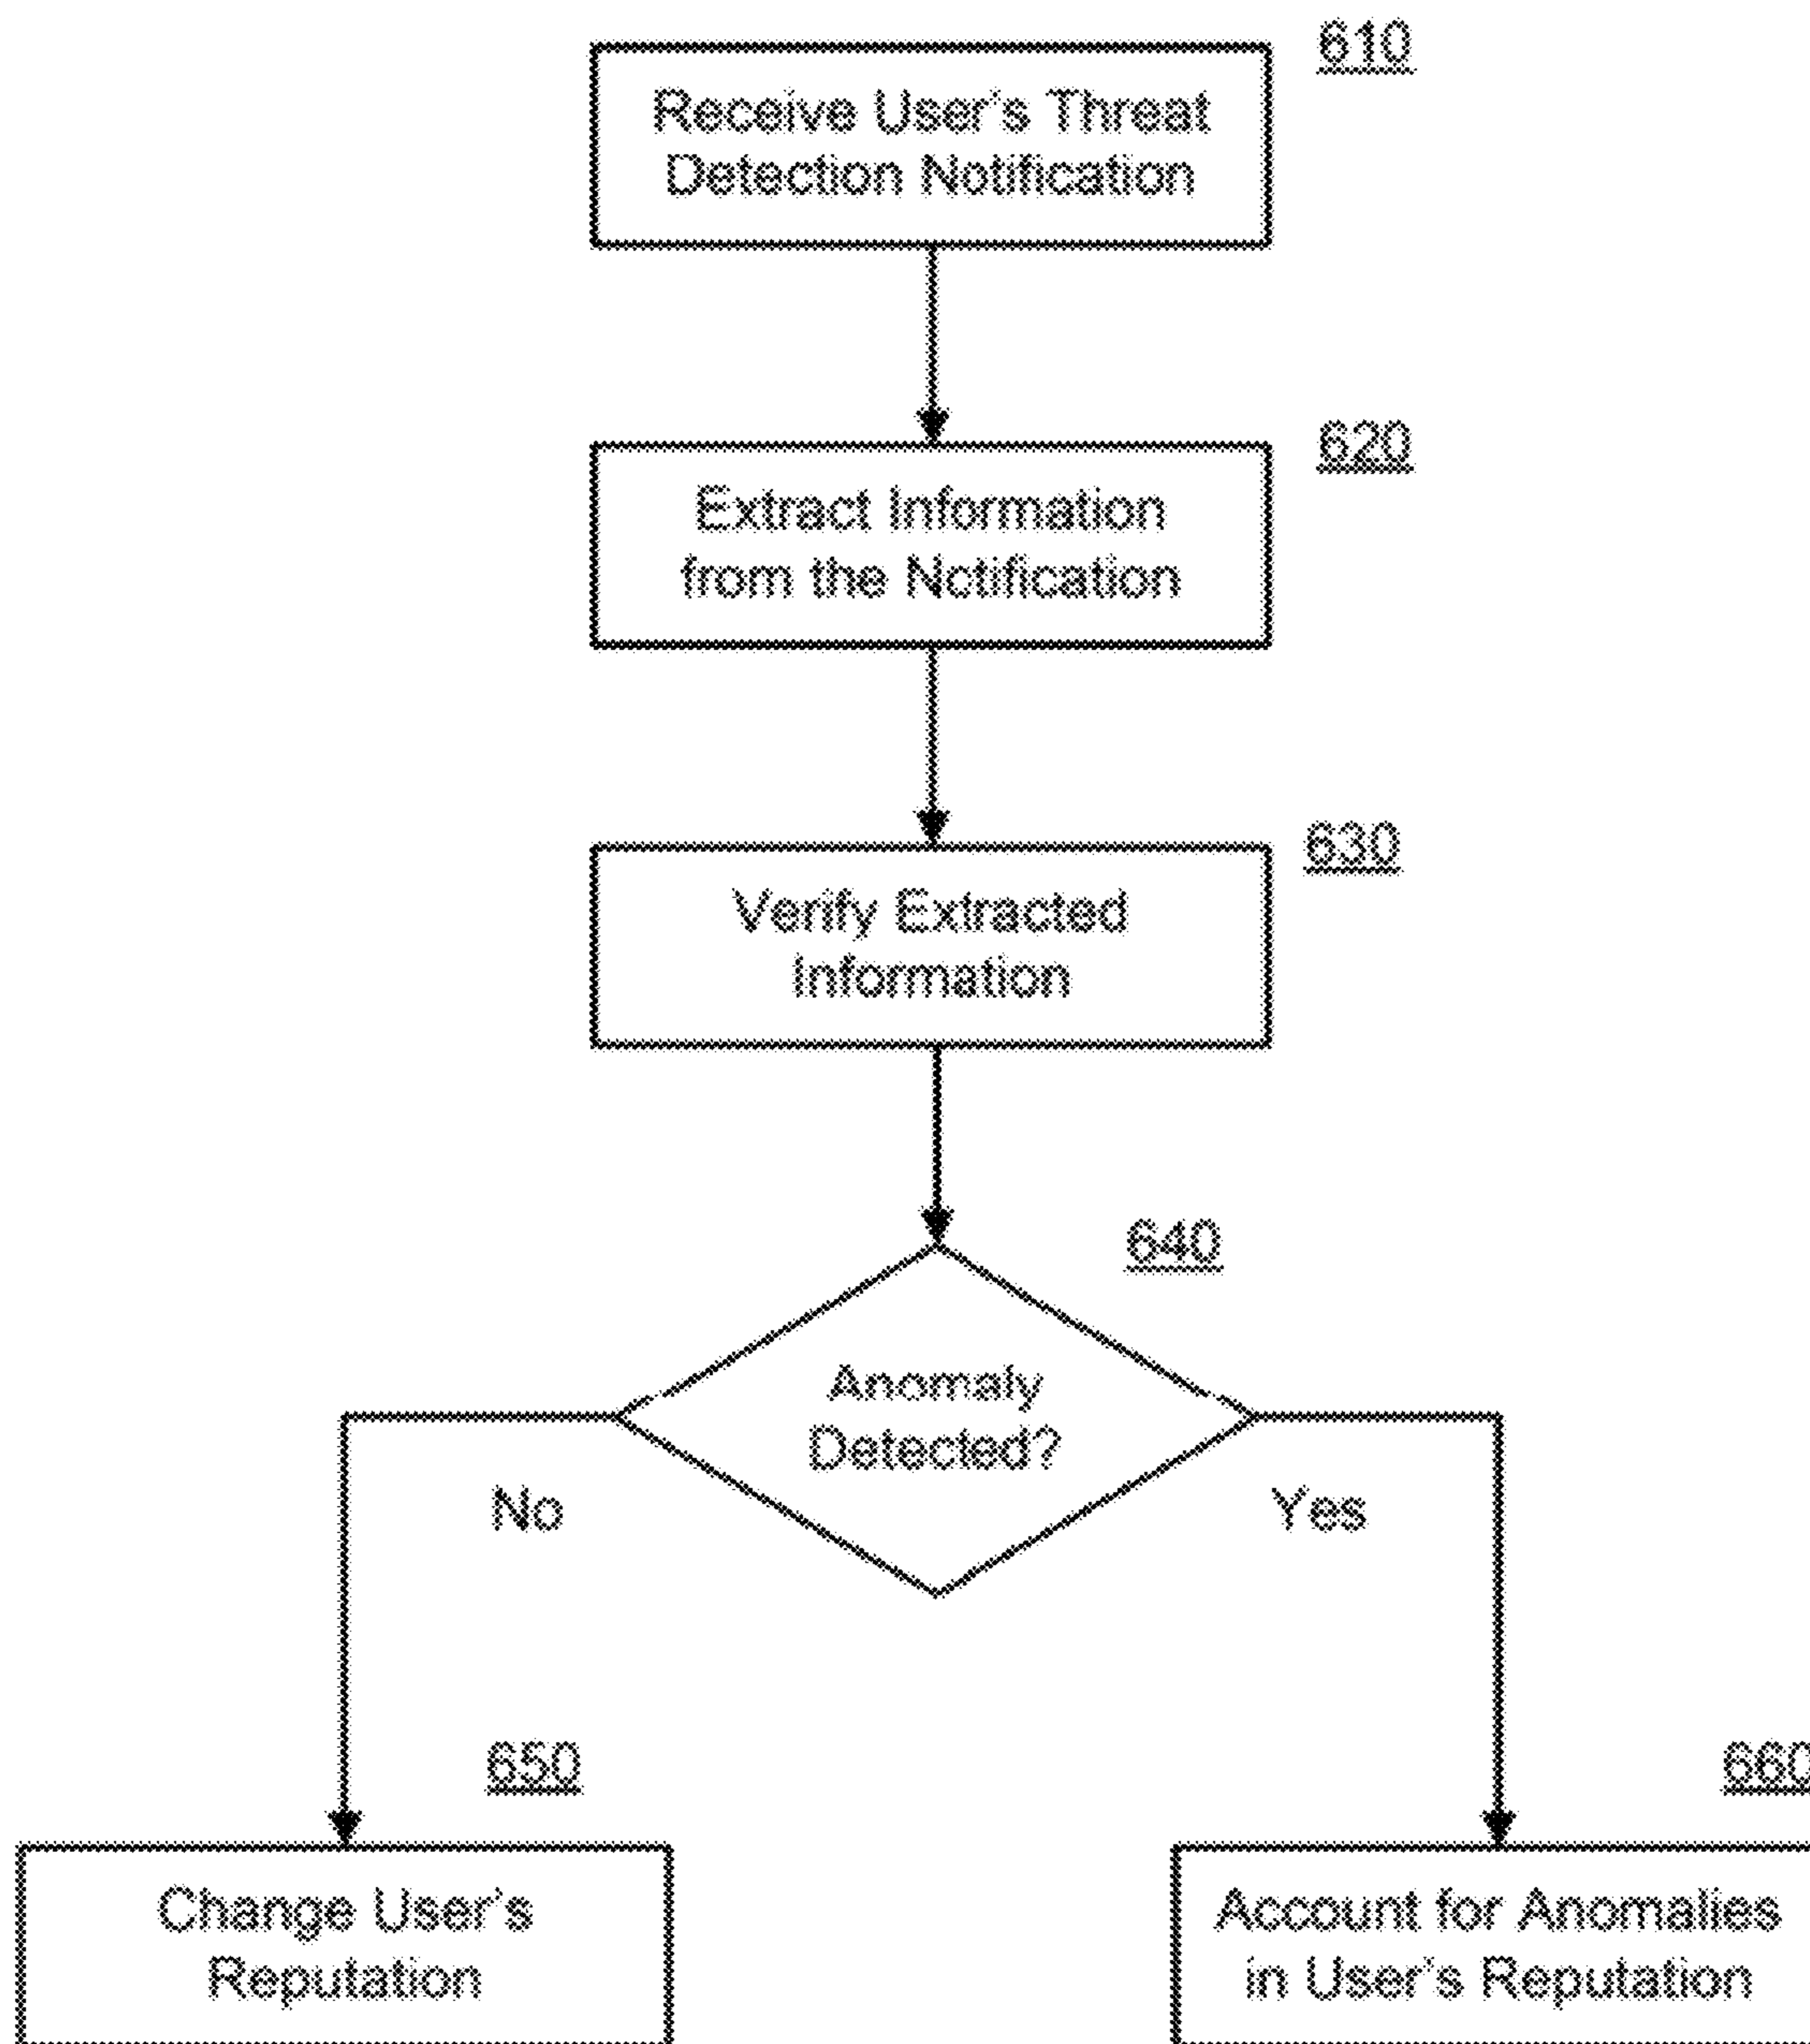 610
Receive User's Threat
Detection Notification
620
Extract Information
from the Notification
630
Verify Extracted
Information
640
Anomaly
Detected?
No
Yes
650
660
Change User's
Reputation
Account for Anomalies
in User's Reputation